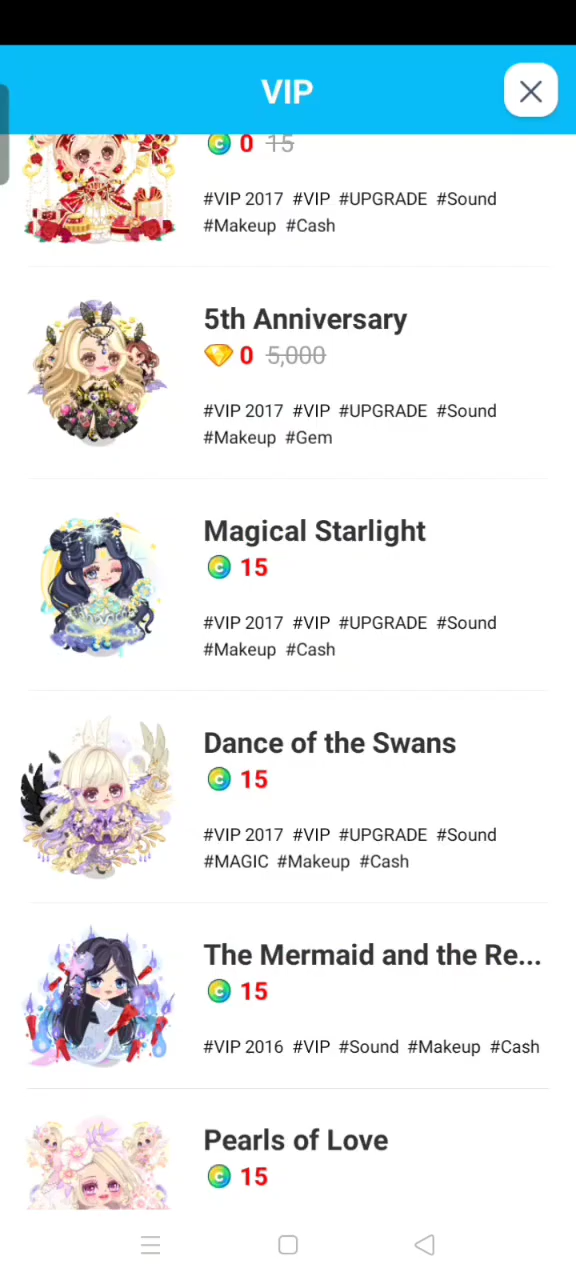 VIP
0 15
#VIP 2017 #VIP #UPGRADE #Sound
#Makeup #Cash
5th Anniversary
0 5,000
#VIP 2017 #VIP #UPGRADE #Sound
#Makeup #Gem
Magical Starlight
C 15
#VIP 2017 #VIP #UPGRADE #Sound
#Makeup #Cash
Dance of the Swans
C 15
#VIP 2017 #VIP #UPGRADE #Sound
#MAGIC #Makeup #Cash
The Mermaid and the Re...
C 15
#VIP 2016 #VIP #Sound #Makeup #Cash
Pearls of Love
C 15